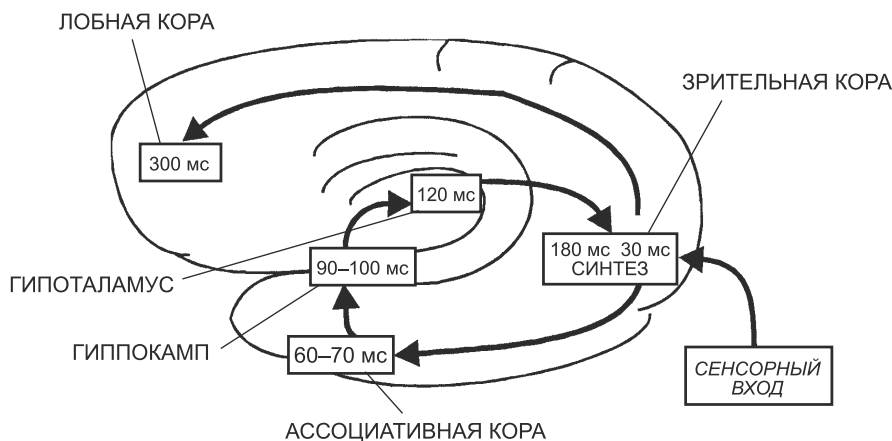 ЛОБНАЯ КОРА
ЗРИТЕЛЬНАЯ КОРА
300 мс
120 мс
180 мс 30 мс
СИНТЕЗ
90–100 мс
ГИПОТАЛАМУС
ГИППОКАМП
60–70 мс
СЕНСОРНЫЙ
ВХОД
АССОЦИАТИВНАЯ КОРА